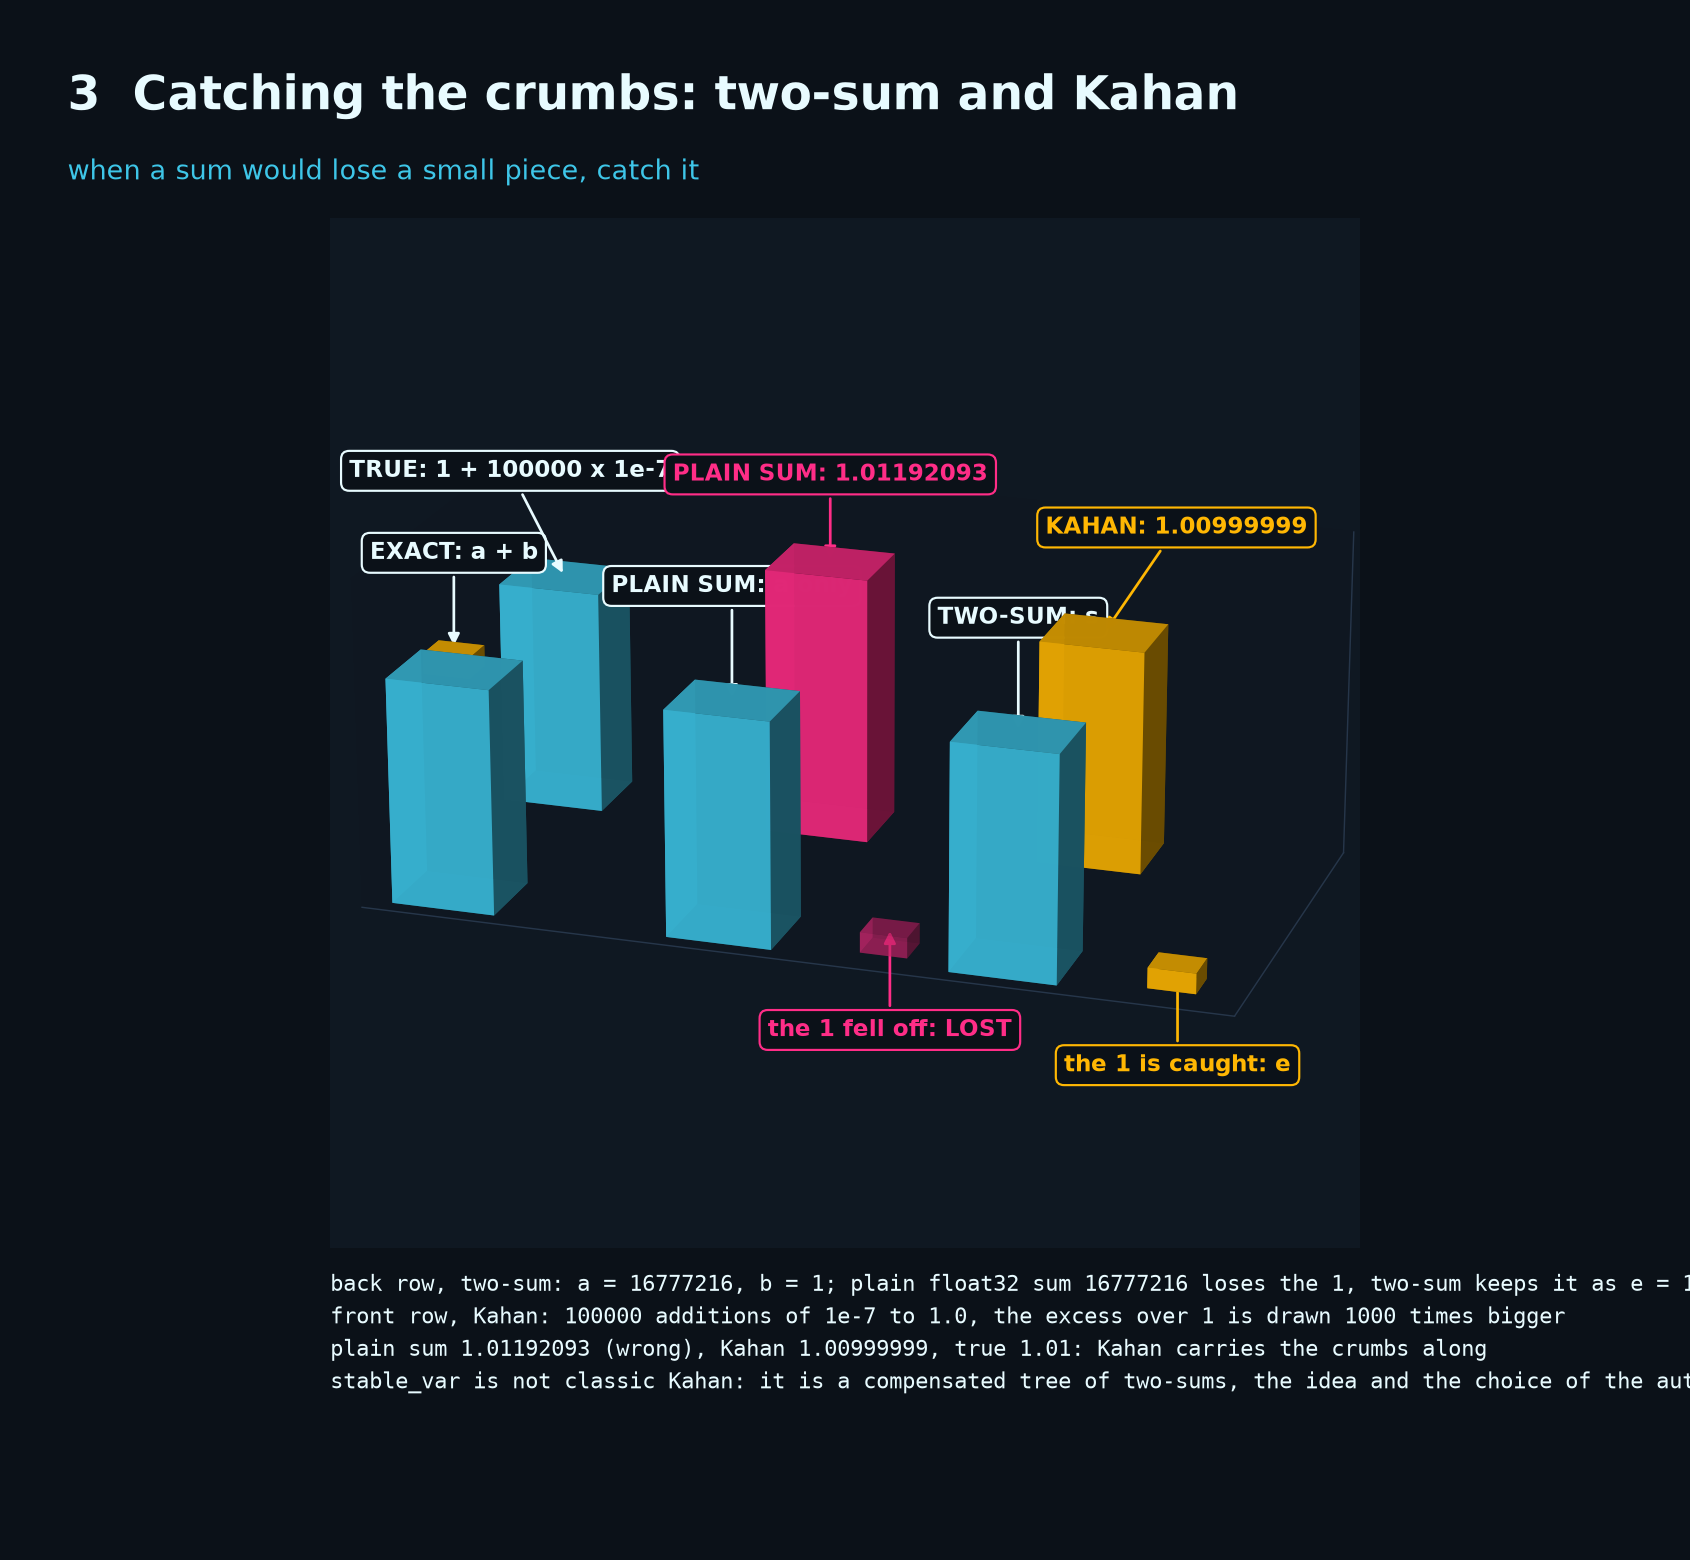 3 Catching the crumbs: two-sum and Kahan
when a sum would lose a small piece, catch it
TRUE: 1 + 100000 x 1e-7
PLAIN SUM: 1.01192093
KAHAN: 1.00999999
EXACT: a + b
PLAIN SUM:
TWO-SUM: s
the 1 fell off: LOST
the 1 is caught: e
back row, two-sum: a = 16777216, b = 1; plain float32 sum 16777216 loses the 1, two-sum keeps it as e = 1
front row, Kahan: 100000 additions of 1e-7 to 1.0, the excess over 1 is drawn 1000 times bigger
plain sum 1.01192093 (wrong), Kahan 1.00999999, true 1.01: Kahan carries the crumbs along
stable_var is not classic Kahan: it is a compensated tree of two-sums, the idea and the choice of the